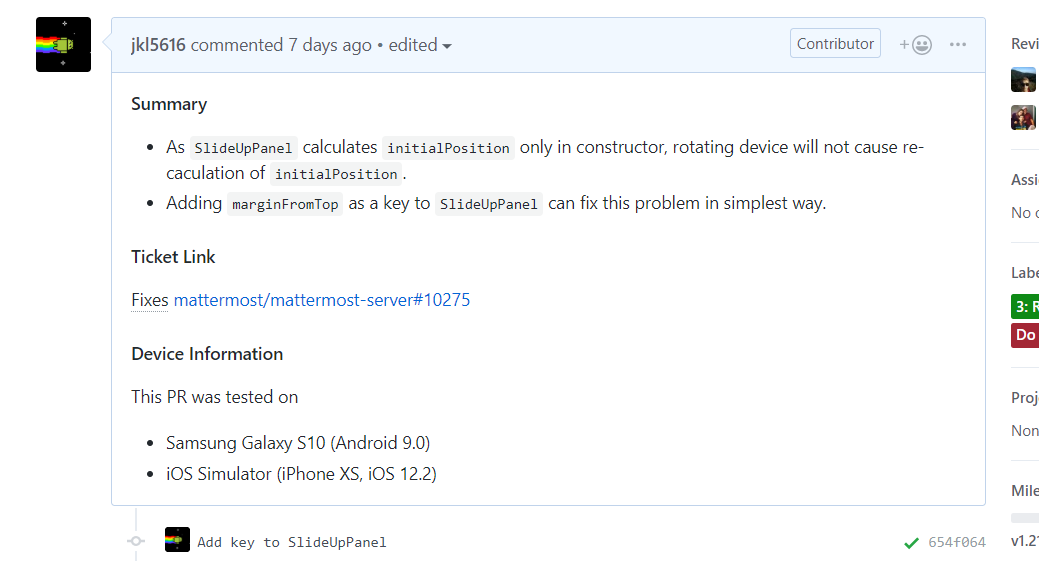 jkl5616 commented 7 days ago • edited
Contributor
Summary
As SlideUpPanel calculates initialPosition only in constructor, rotating device will not cause re-
caculation of initialPosition.
Adding marginFromTop as a key to SlideUpPanel can fix this problem in simplest way.
Ticket Link
Fixes mattermost/mattermost-server#10275
Device Information
This PR was tested on
Samsung Galaxy S10 (Android 9.0)
iOS Simulator (iPhone XS, iOS 12.2)
Add key to SlideUpPanel
654f064
Revi
Assi
No
Labe
3: R
Do
Proj
Non
Mile
v1.21